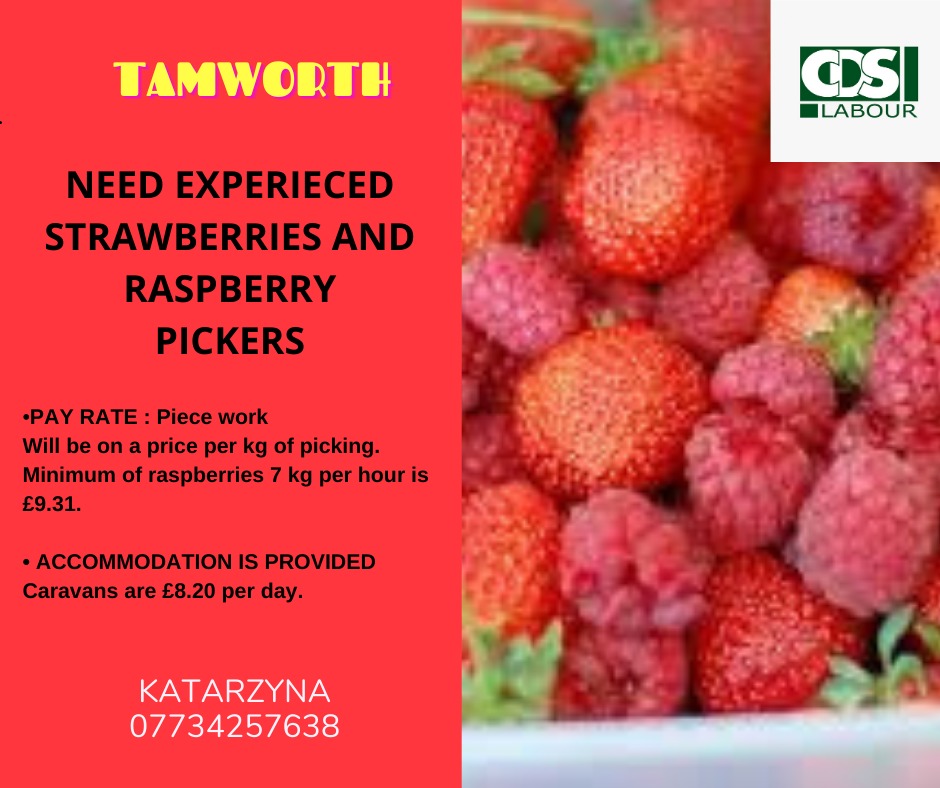 TAMWORTH
CDS
LABOUR
NEED EXPERIECED
STRAWBERRIES AND
RASPBERRY
PICKERS
•PAY RATE : Piece work
Will be on a price per kg of picking.
Minimum of raspberries 7 kg per hour is
£9.31.
• ACCOMMODATION IS PROVIDED
Caravans are £8.20 per day.
KATARZYNA
07734257638